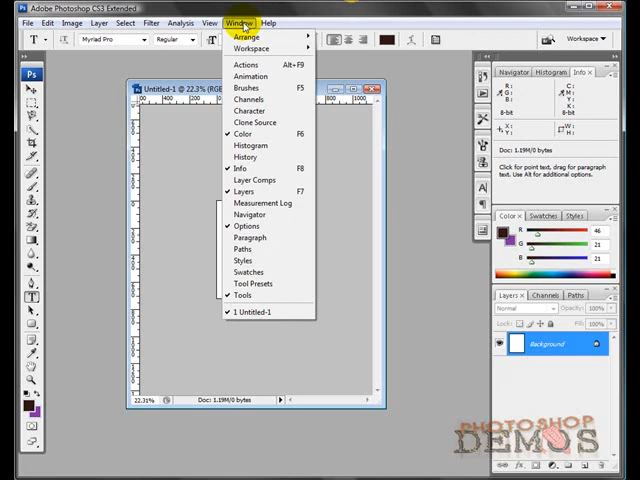 Adobe Photoshop CS3 Extended
File Edit Image Layer Select Filter Analysis View Window Help
T Myriad Pro Regular T Workspace
Arrange
Workspace
Actions Alt+F9
Animation
Brushes F5
Channels
Character
Clone Source
Color F6
Histogram
History
Info F8
Layer Comps
Layers F7
Measurement Log
Navigator
Options
Paragraph
Paths
Styles
Swatches
Tool Presets
Tools
1 Untitled-1
Ps
Untitled-1 @ 22.3% (RGB
22.31% Doc: 1.19M/0 bytes
Navigator Histogram Info
R: C:
G: M:
B: Y:
K:
8-bit 8-bit
X: W:
Y: H:
Doc: 1.19M/0 bytes
Click for point text, drag for paragraph
text. Use Alt for additional options.
Color Swatches Styles
R 46
G 21
B 21
Layers Channels Paths
Normal Opacity: 100%
Lock: Fill: 100%
Background
PHOTOSHOP
DEMOS